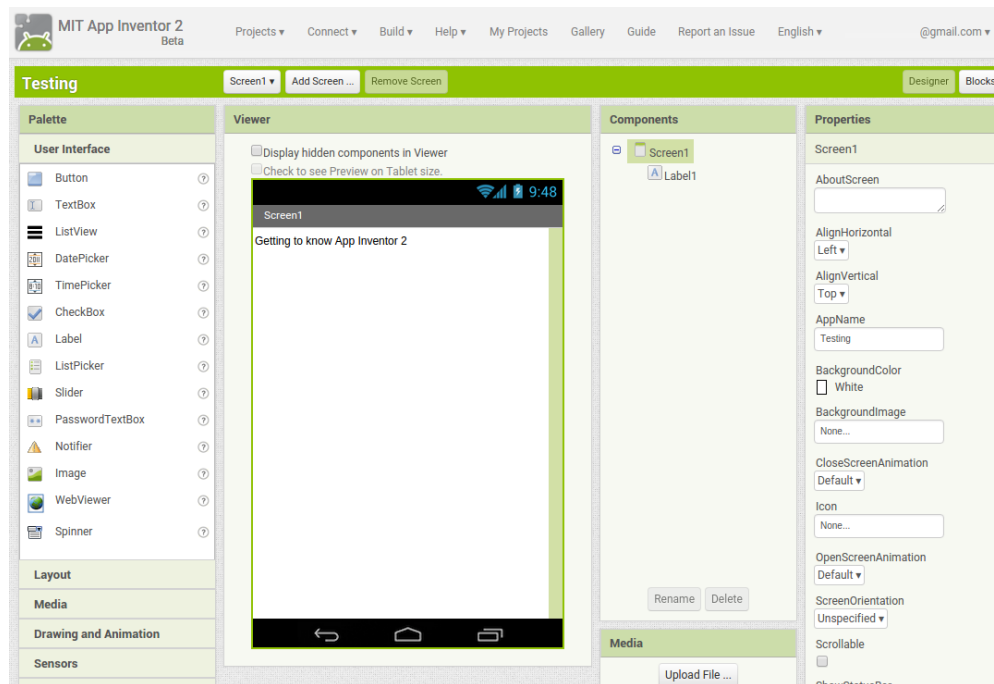 MIT App Inventor 2
Beta
Projects ▾ Connect ▾ Build ▾ Help ▾ My Projects Gallery Guide Report an Issue English ▾ @gmail.com ▾
Testing Screen1 ▾ Add Screen ... Remove Screen Designer Blocks
Palette
User Interface
Button
TextBox
ListView
DatePicker
TimePicker
CheckBox
Label
ListPicker
Slider
PasswordTextBox
Notifier
Image
WebViewer
Spinner
Layout
Media
Drawing and Animation
Sensors
Viewer
Display hidden components in Viewer
Check to see Preview on Tablet size.
9:48
Screen1
Getting to know App Inventor 2
Components
Screen1
A Label1
Rename Delete
Media
Upload File ...
Properties
Screen1
AboutScreen
AlignHorizontal
Left ▾
AlignVertical
Top ▾
AppName
Testing
BackgroundColor
White
BackgroundImage
None...
CloseScreenAnimation
Default ▾
Icon
None...
OpenScreenAnimation
Default ▾
ScreenOrientation
Unspecified ▾
Scrollable